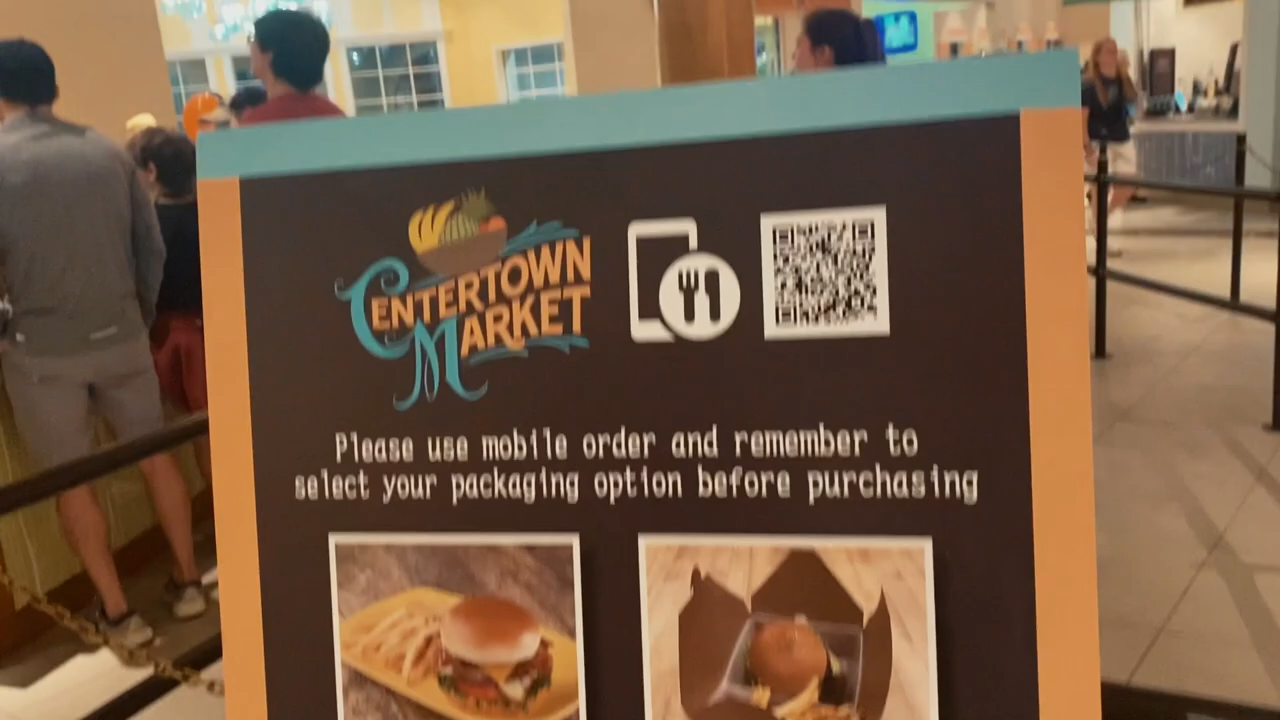 CENTERTOWN
MARKET
Please use mobile order and remember to
select your packaging option before purchasing